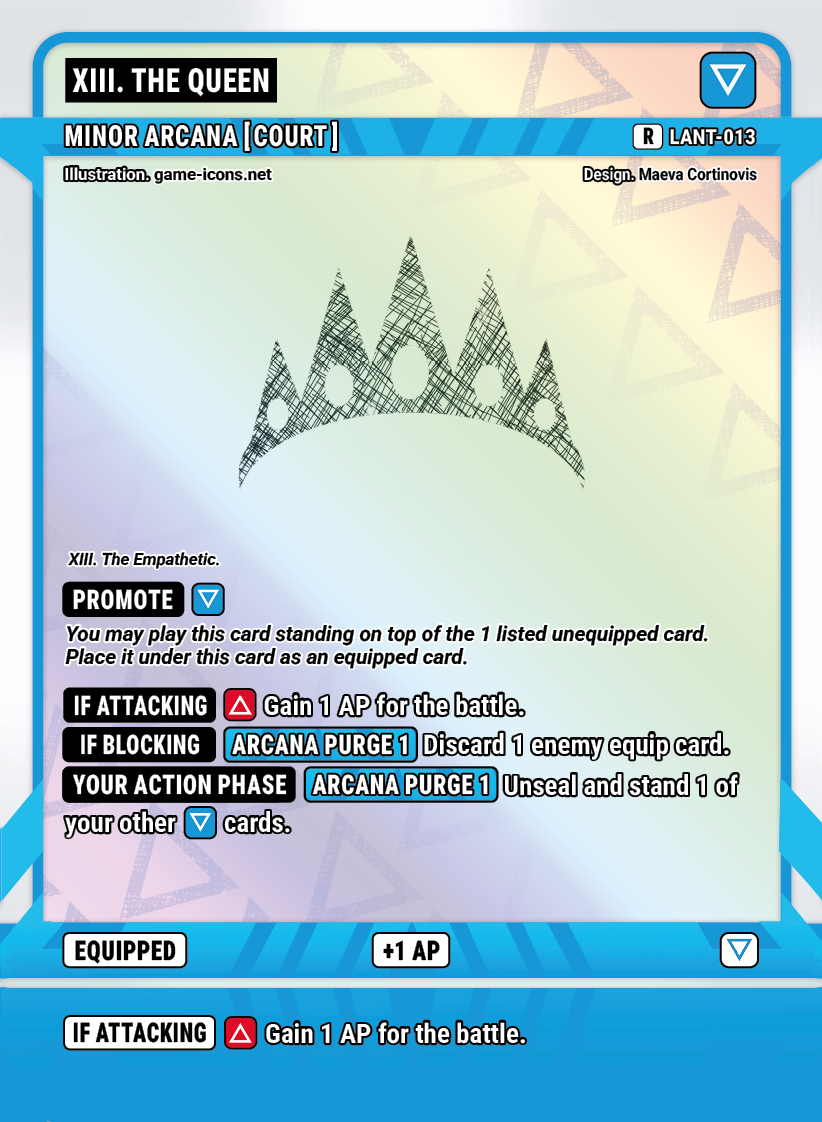 XIII. THE QUEEN
MINOR ARCANA [COURT]
R LANT-013
Illustration. game-icons.net
Design. Maeva Cortinovis
XIII. The Empathetic.
PROMOTE
You may play this card standing on top of the 1 listed unequipped card.
Place it under this card as an equipped card.
IF ATTACKING Gain 1 AP for the battle.
IF BLOCKING ARCANA PURGE 1 Discard 1 enemy equip card.
YOUR ACTION PHASE ARCANA PURGE 1 Unseal and stand 1 of
your other cards.
EQUIPPED
+1 AP
IF ATTACKING Gain 1 AP for the battle.